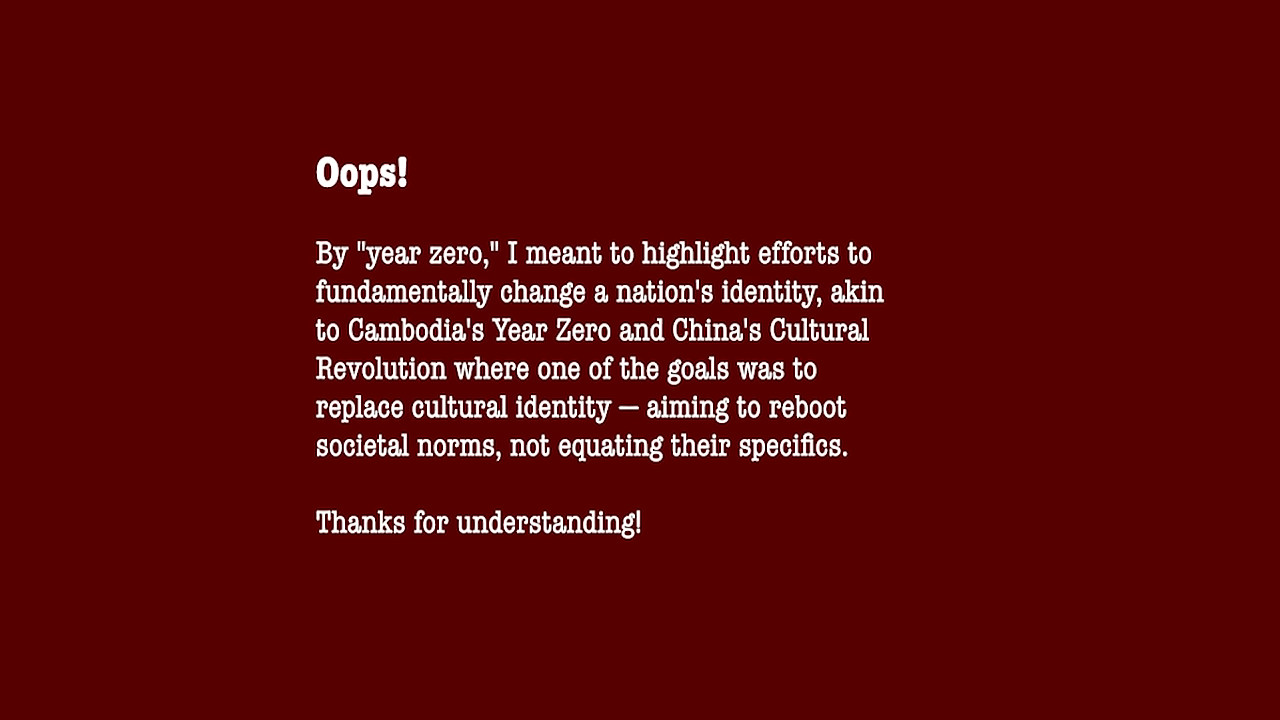 Oops!
By "year zero," I meant to highlight efforts to
fundamentally change a nation's identity, akin
to Cambodia's Year Zero and China's Cultural
Revolution where one of the goals was to
replace cultural identity — aiming to reboot
societal norms, not equating their specifics.
Thanks for understanding!